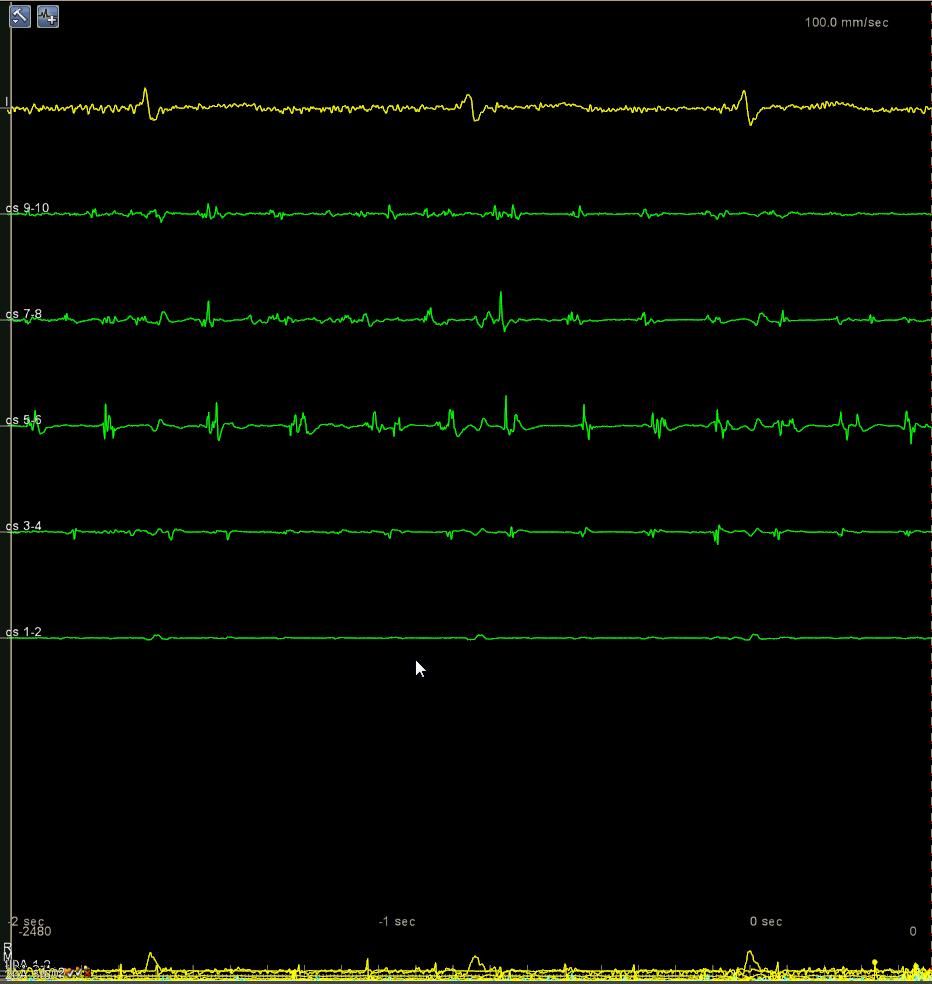 100.0 mm/sec
I
cs 9-10
cs 7-8
cs 5-6
cs 3-4
cs 1-2
-2 sec
-1 sec
0 sec
-2480
0